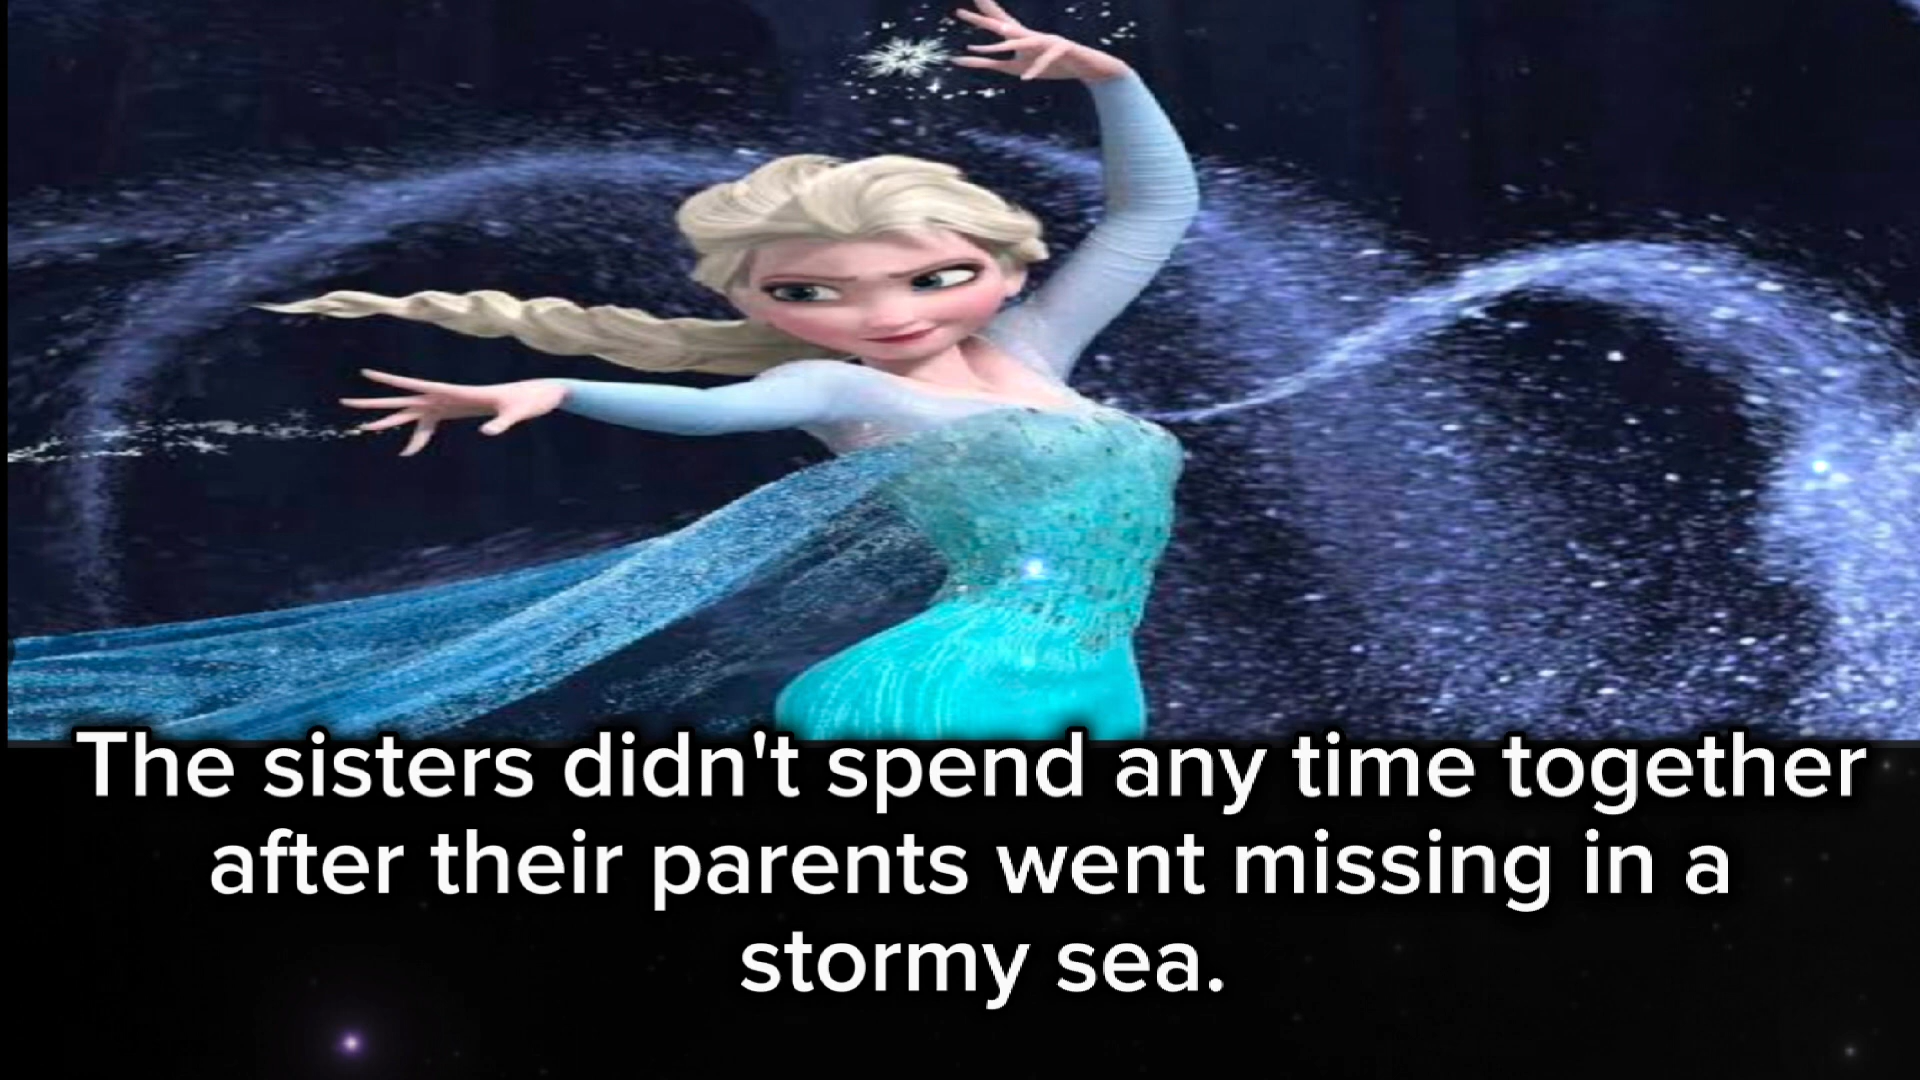 The sisters didn't spend any time together
after their parents went missing in a
stormy sea.